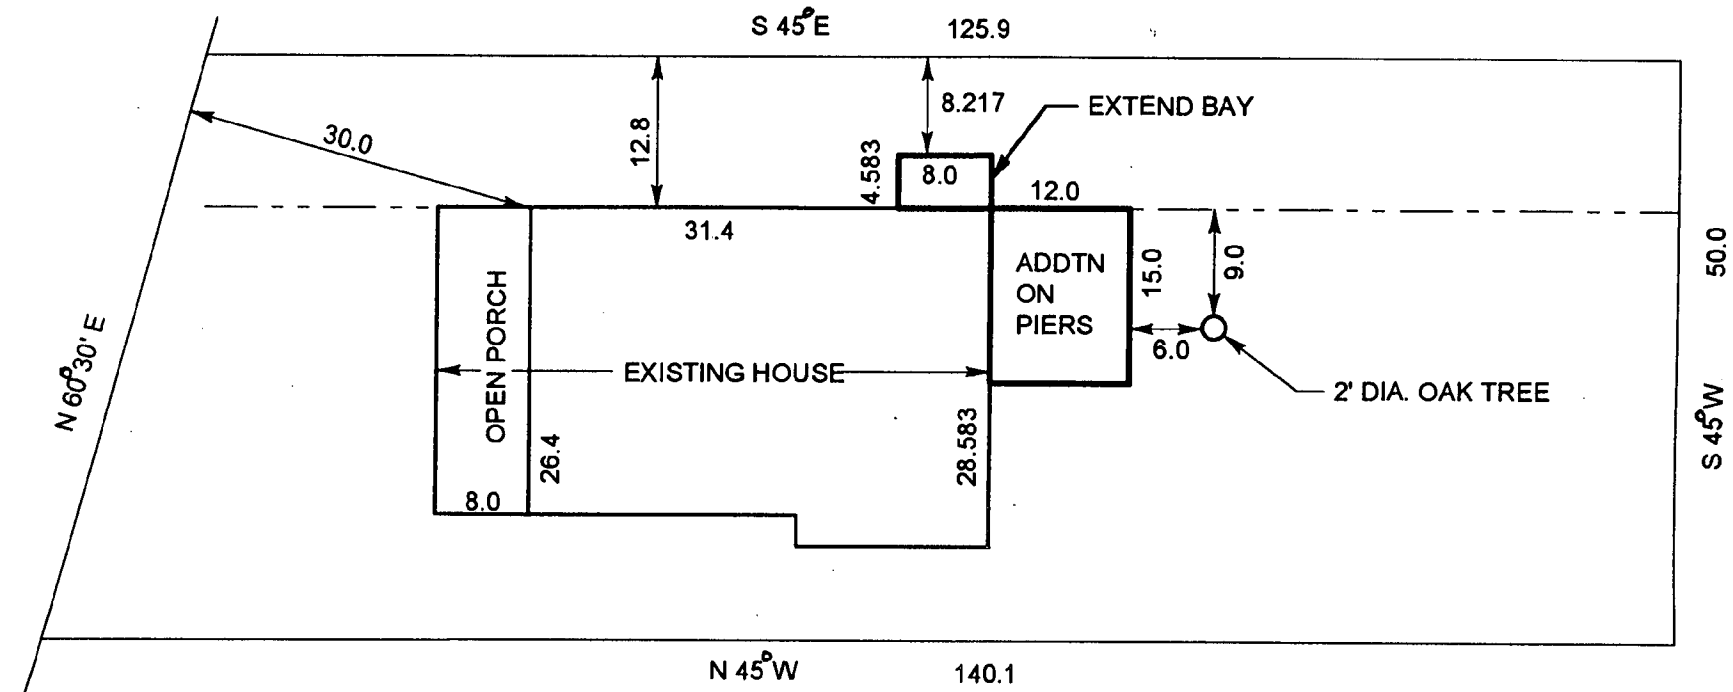 S 45° E 125.9
8.217
EXTEND BAY
30.0
12.8
4.583
8.0
12.0
31.4
50.0
ADDTN
ON
PIERS
15.0
9.0
6.0
N 60° 30' E
OPEN PORCH
EXISTING HOUSE
2' DIA. OAK TREE
26.4
28.583
S 45° W
8.0
N 45° W 140.1